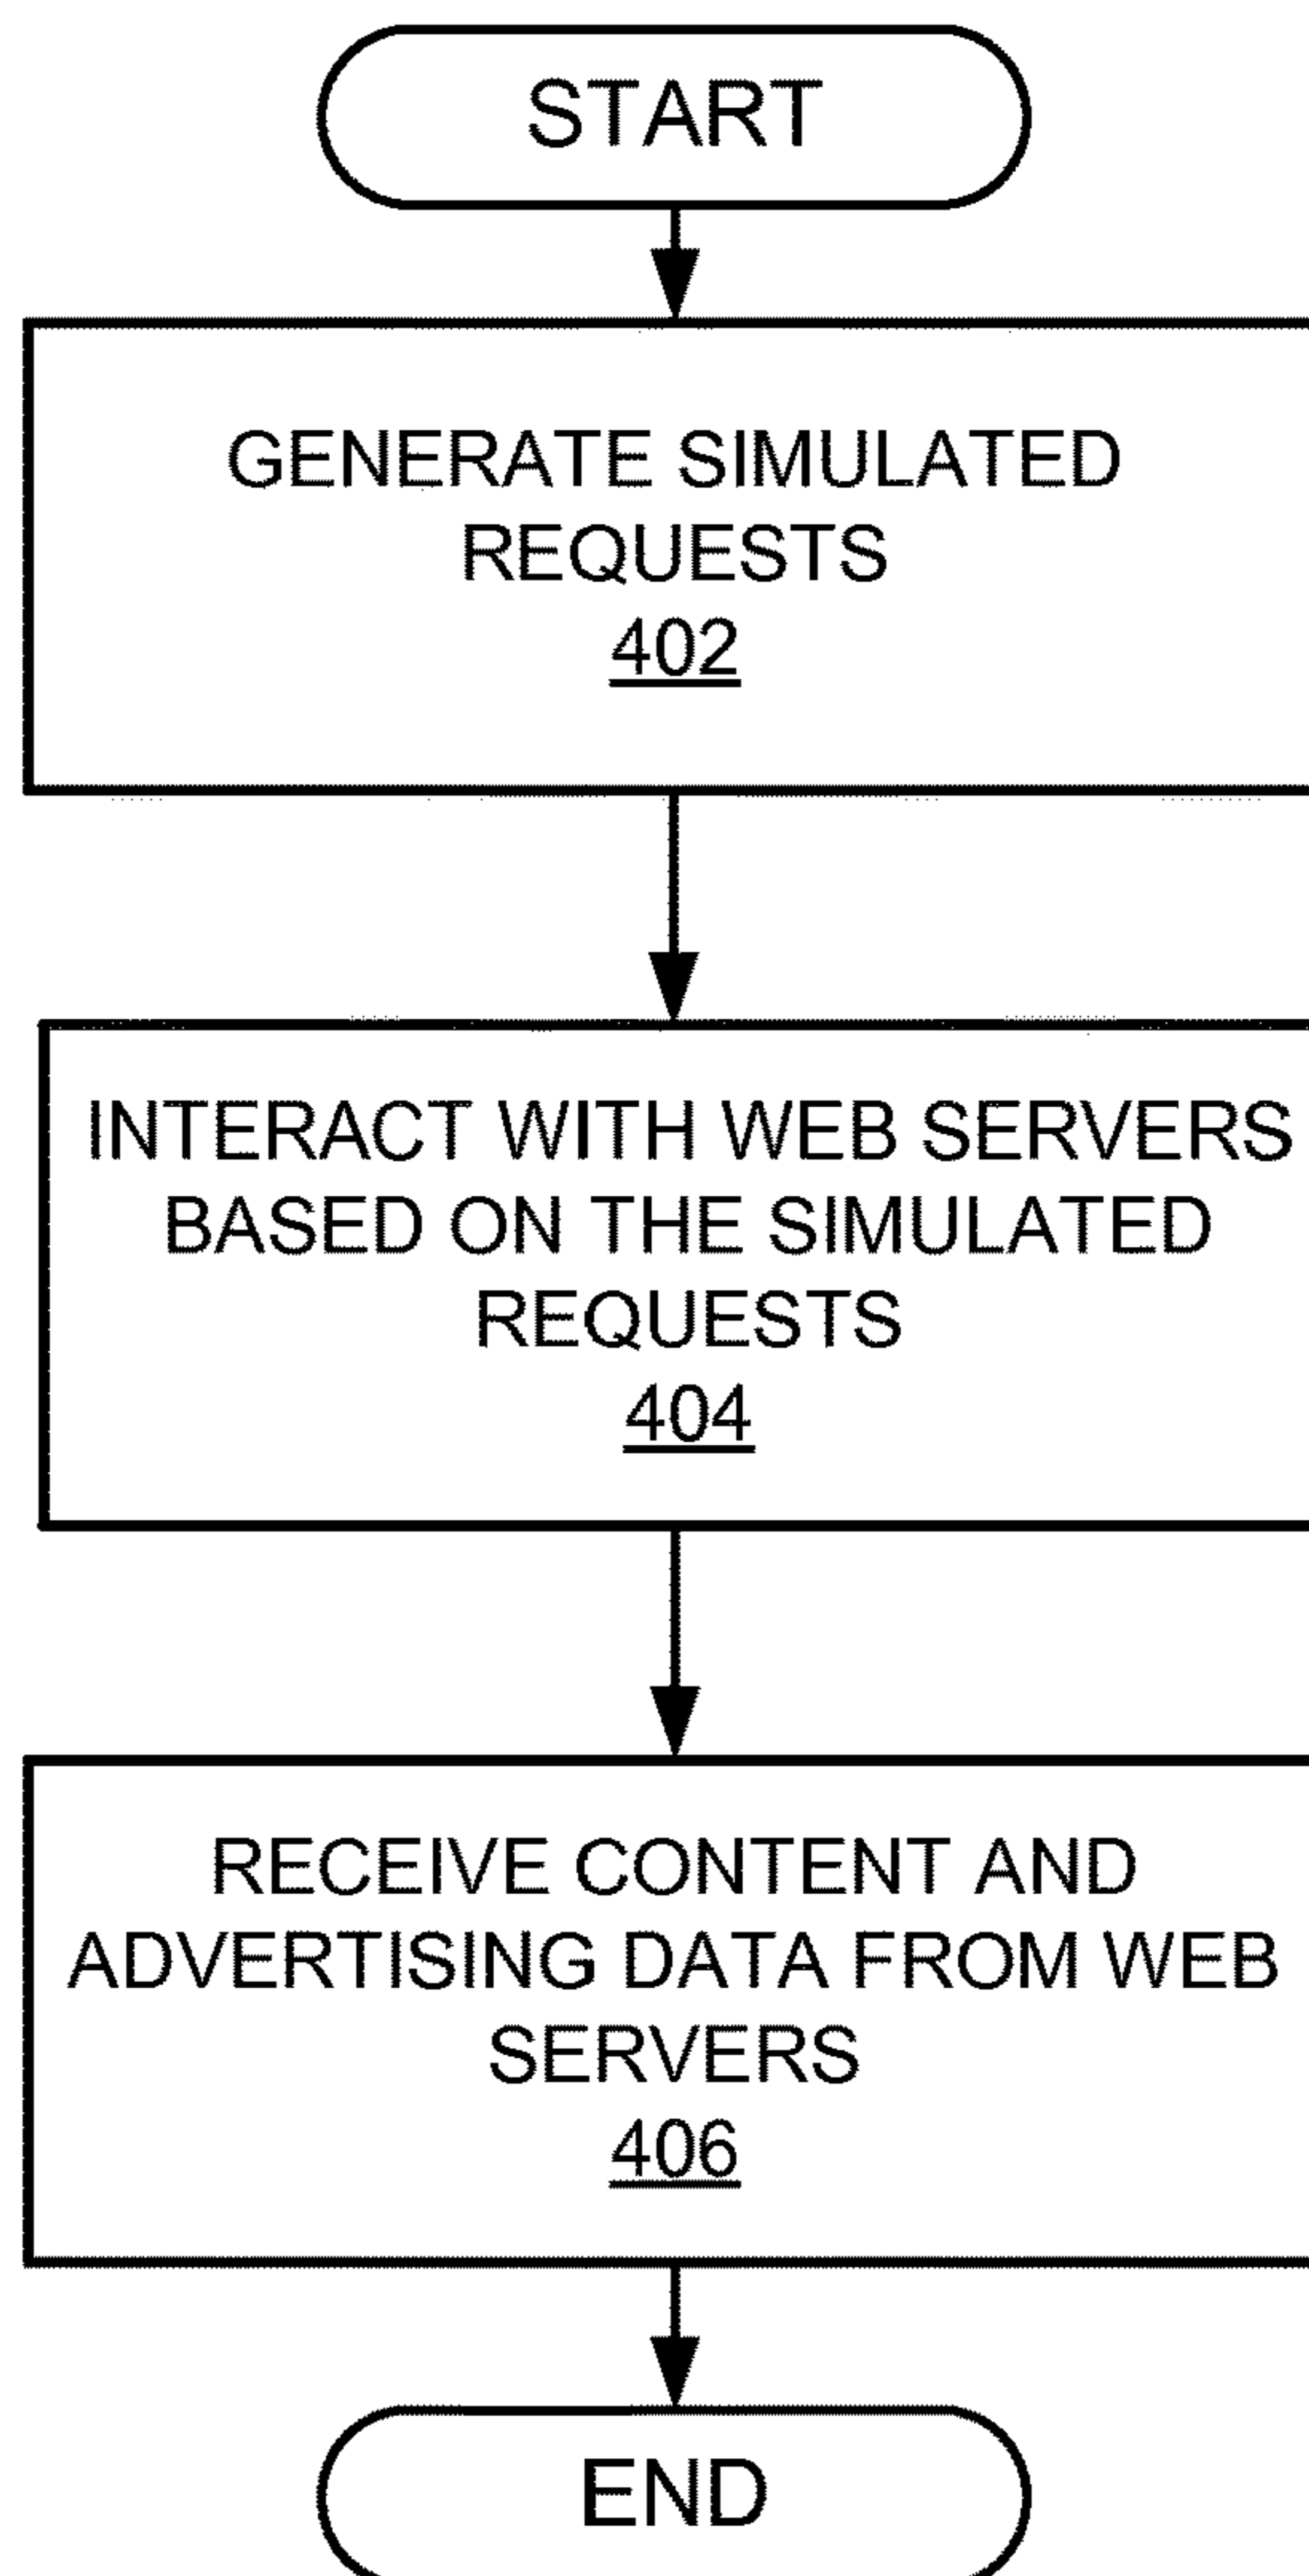 START
GENERATE SIMULATED
REQUESTS
402
INTERACT WITH WEB SERVERS
BASED ON THE SIMULATED
REQUESTS
404
RECEIVE CONTENT AND
ADVERTISING DATA FROM WEB
SERVERS
406
END